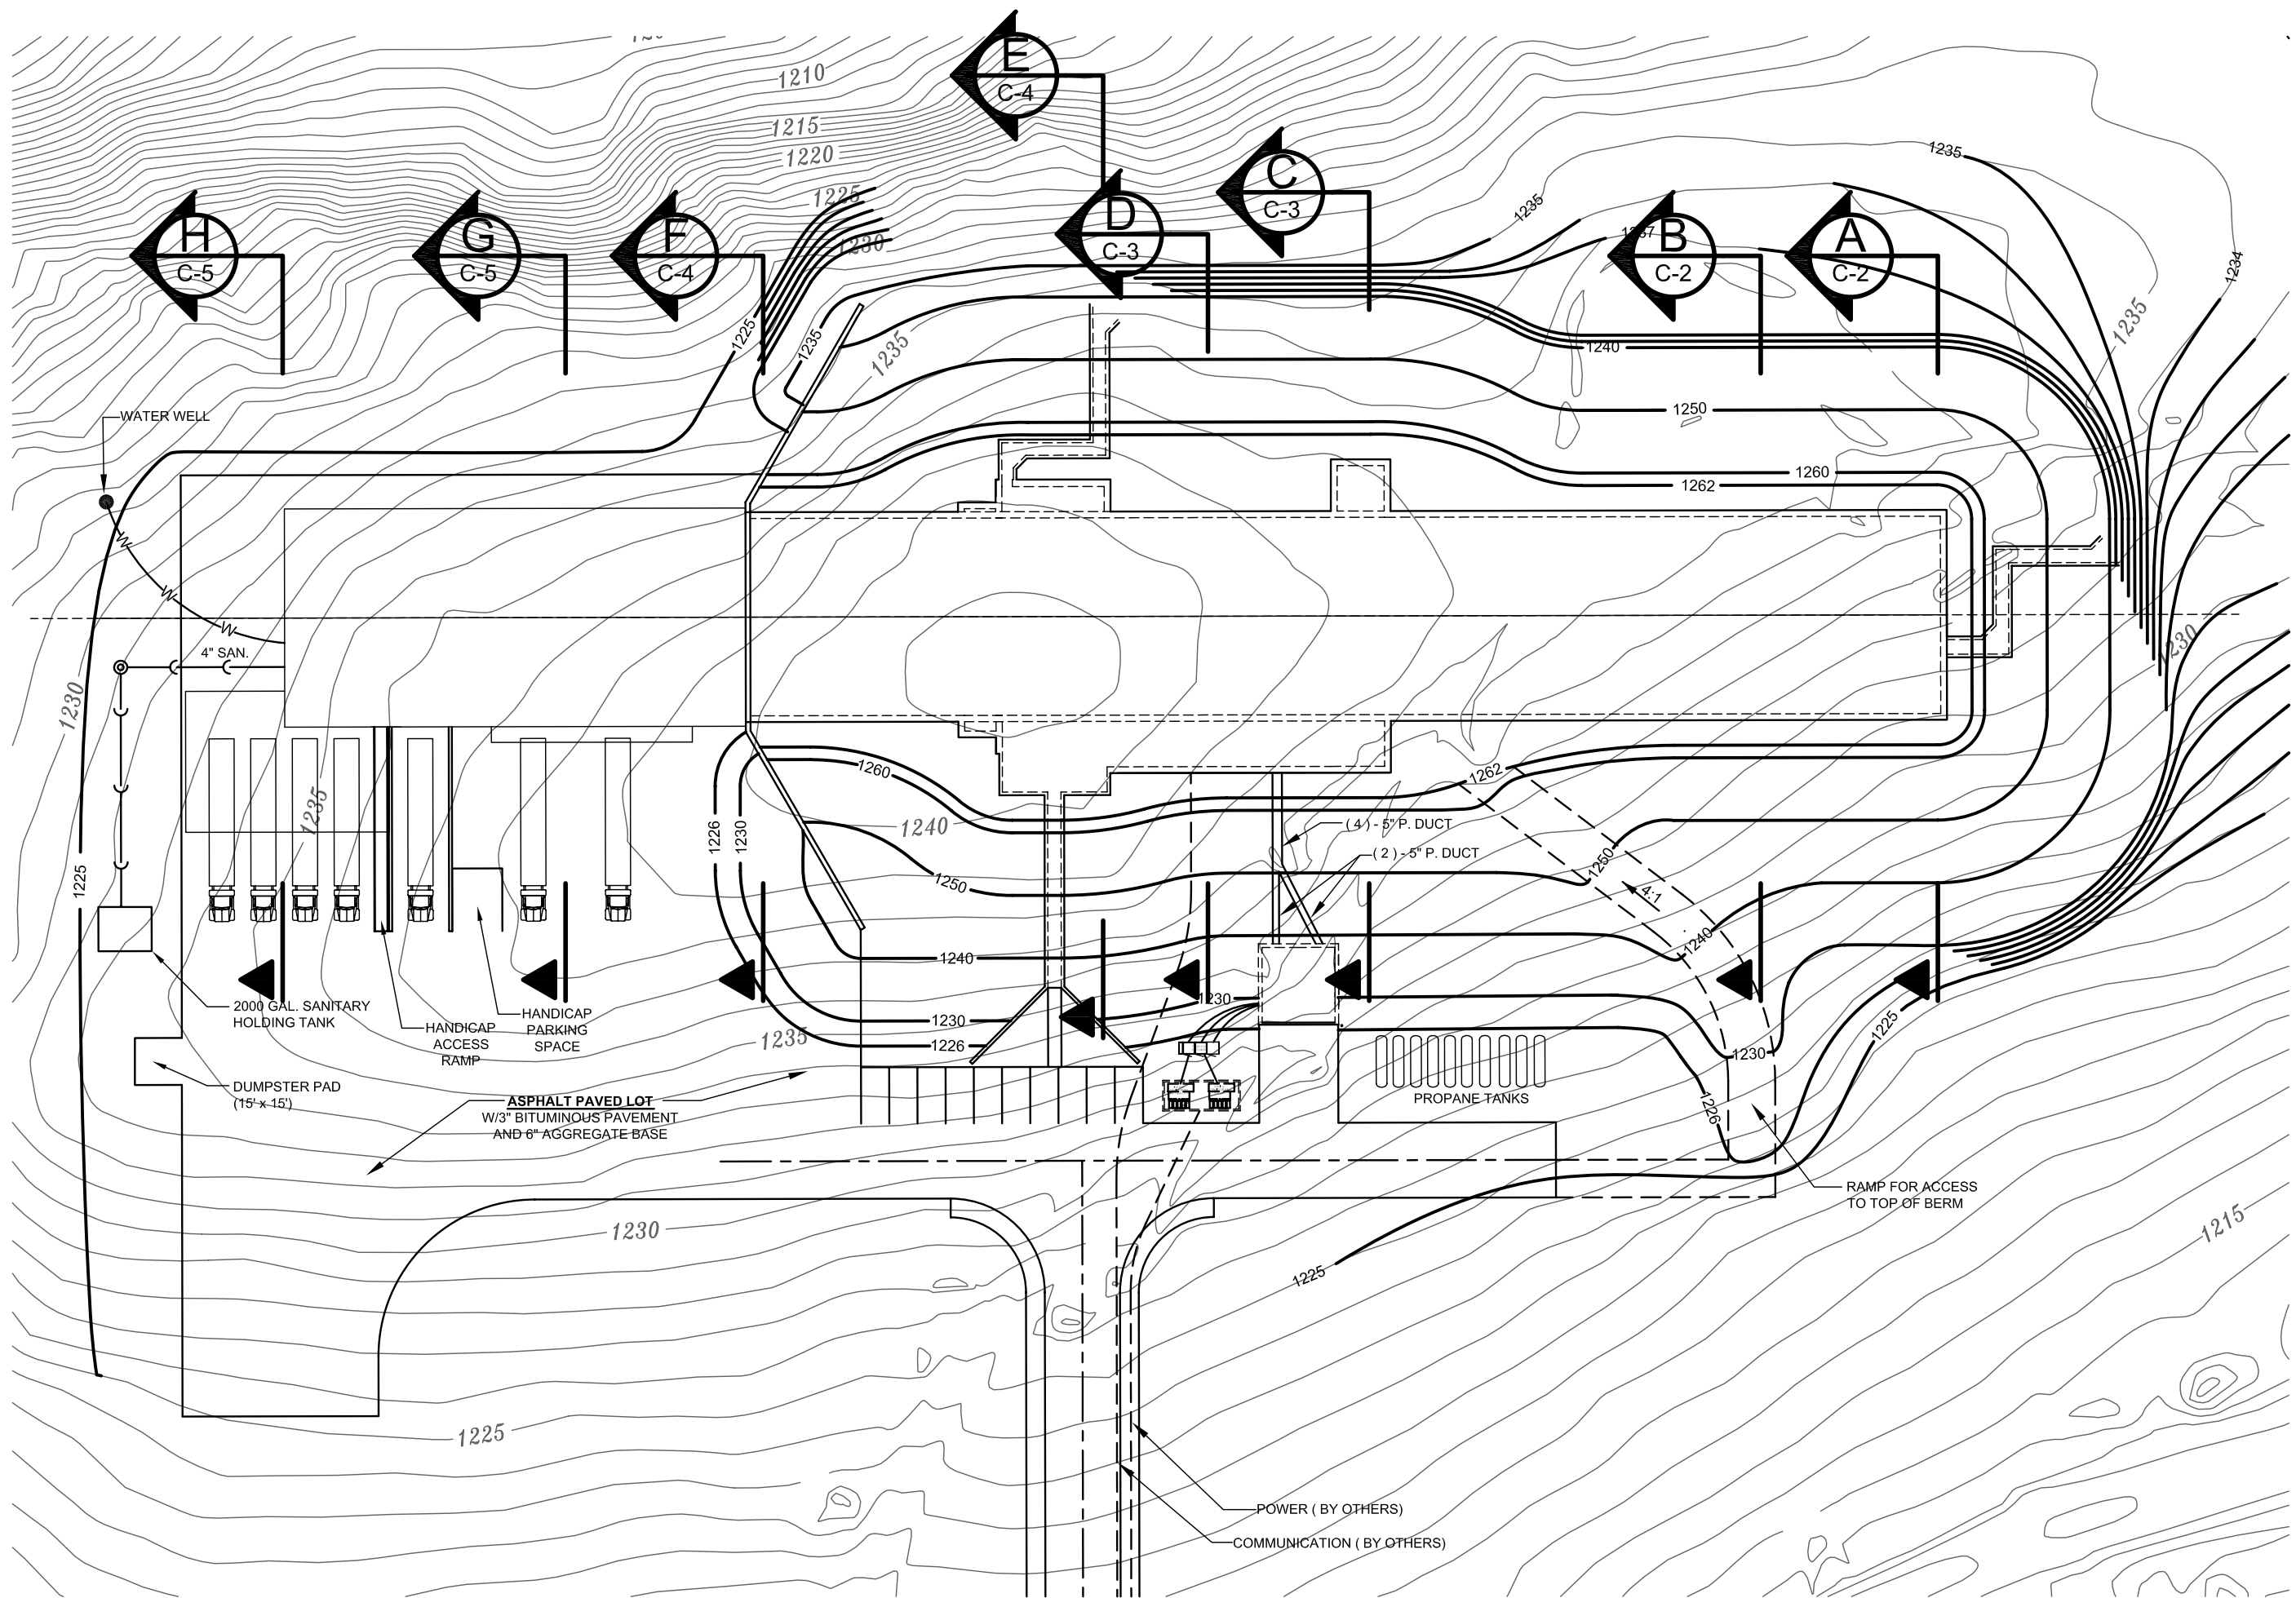 E
C-4
1210
1215
1220
C
C-3
1235
1225
D
C-3
1235
H
C-5
G
C-5
F
C-4
1230
B
C-2
A
C-2
1234
1235
1225
1235
1235
1240
WATER WELL
1250
1260
1262
W
W
W
4" SAN.
1230
1230
1235
1260
1262
1226
1230
1240
( 4 ) - 5" P. DUCT
( 2 ) - 5" P. DUCT
1250
1250
4:1
1225
1240
1240
2000 GAL. SANITARY
HOLDING TANK
HANDICAP
ACCESS
RAMP
HANDICAP
PARKING
SPACE
1230
1230
1226
1235
1225
1230
DUMPSTER PAD
(15' x 15')
ASPHALT PAVED LOT
W/3" BITUMINOUS PAVEMENT
AND 6" AGGREGATE BASE
PROPANE TANKS
1226
RAMP FOR ACCESS
TO TOP OF BERM
1230
1215
1225
1225
POWER ( BY OTHERS)
COMMUNICATION ( BY OTHERS)